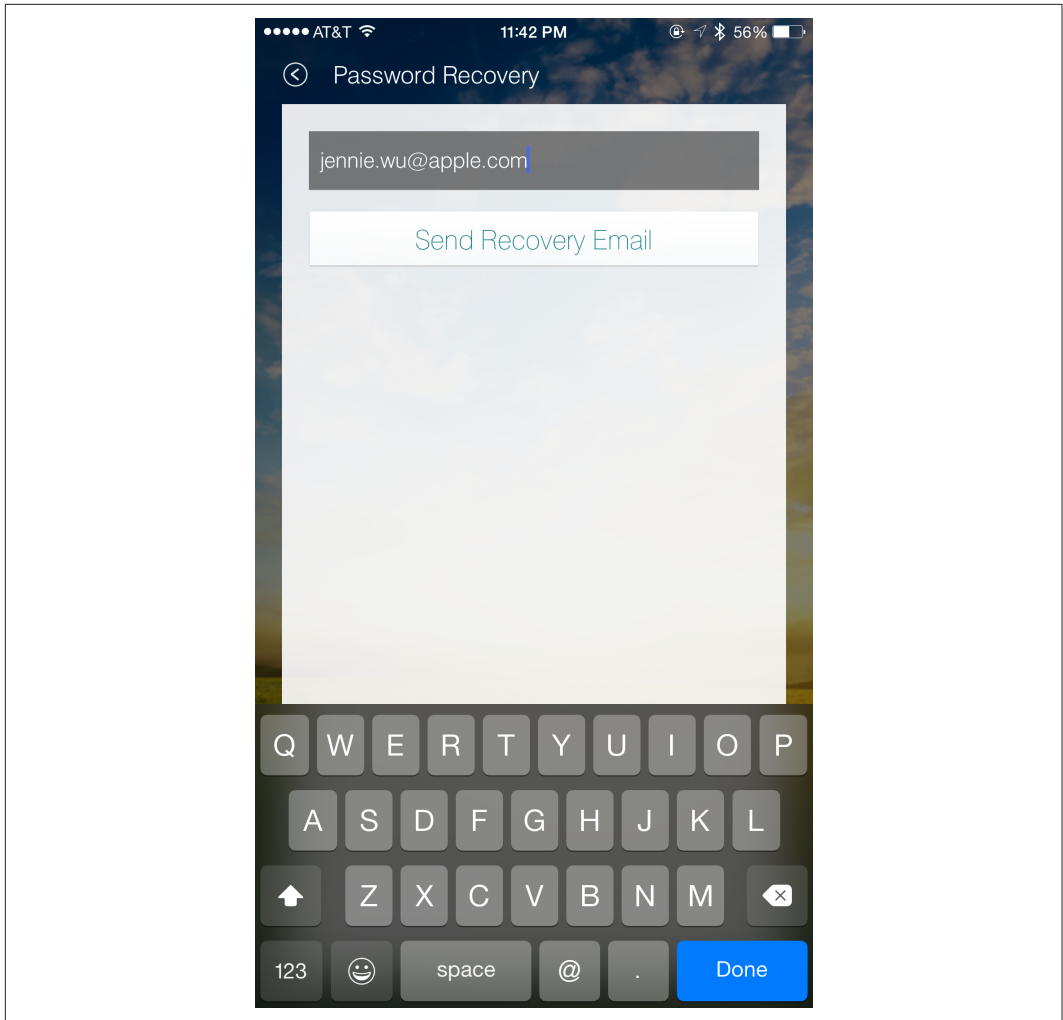 AT&T 11:42 PM 56%
Password Recovery
jennie.wu@apple.com
Send Recovery Email
Q W E R T Y U I O P
A S D F G H J K L
Z X C V B N M
123 space @ . Done